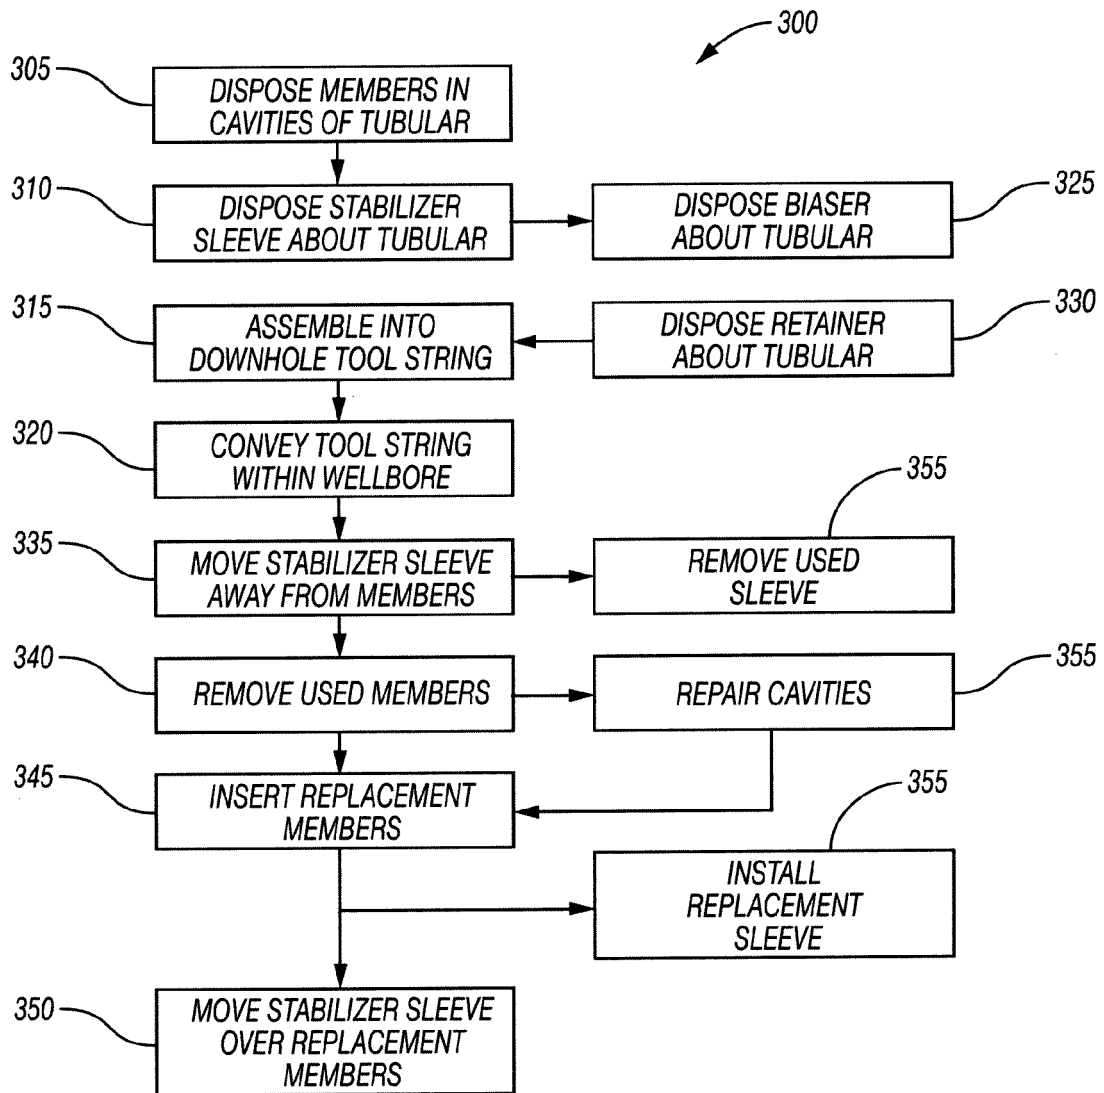 300
305
DISPOSE MEMBERS IN
CAVITIES OF TUBULAR
310
DISPOSE STABILIZER
SLEEVE ABOUT TUBULAR
DISPOSE BIASER
ABOUT TUBULAR
325
315
ASSEMBLE INTO
DOWNHOLE TOOL STRING
DISPOSE RETAINER
ABOUT TUBULAR
330
320
CONVEY TOOL STRING
WITHIN WELLBORE
355
335
MOVE STABILIZER SLEEVE
AWAY FROM MEMBERS
REMOVE USED
SLEEVE
340
REMOVE USED MEMBERS
REPAIR CAVITIES
355
345
INSERT REPLACEMENT
MEMBERS
355
INSTALL
REPLACEMENT
SLEEVE
350
MOVE STABILIZER SLEEVE
OVER REPLACEMENT
MEMBERS